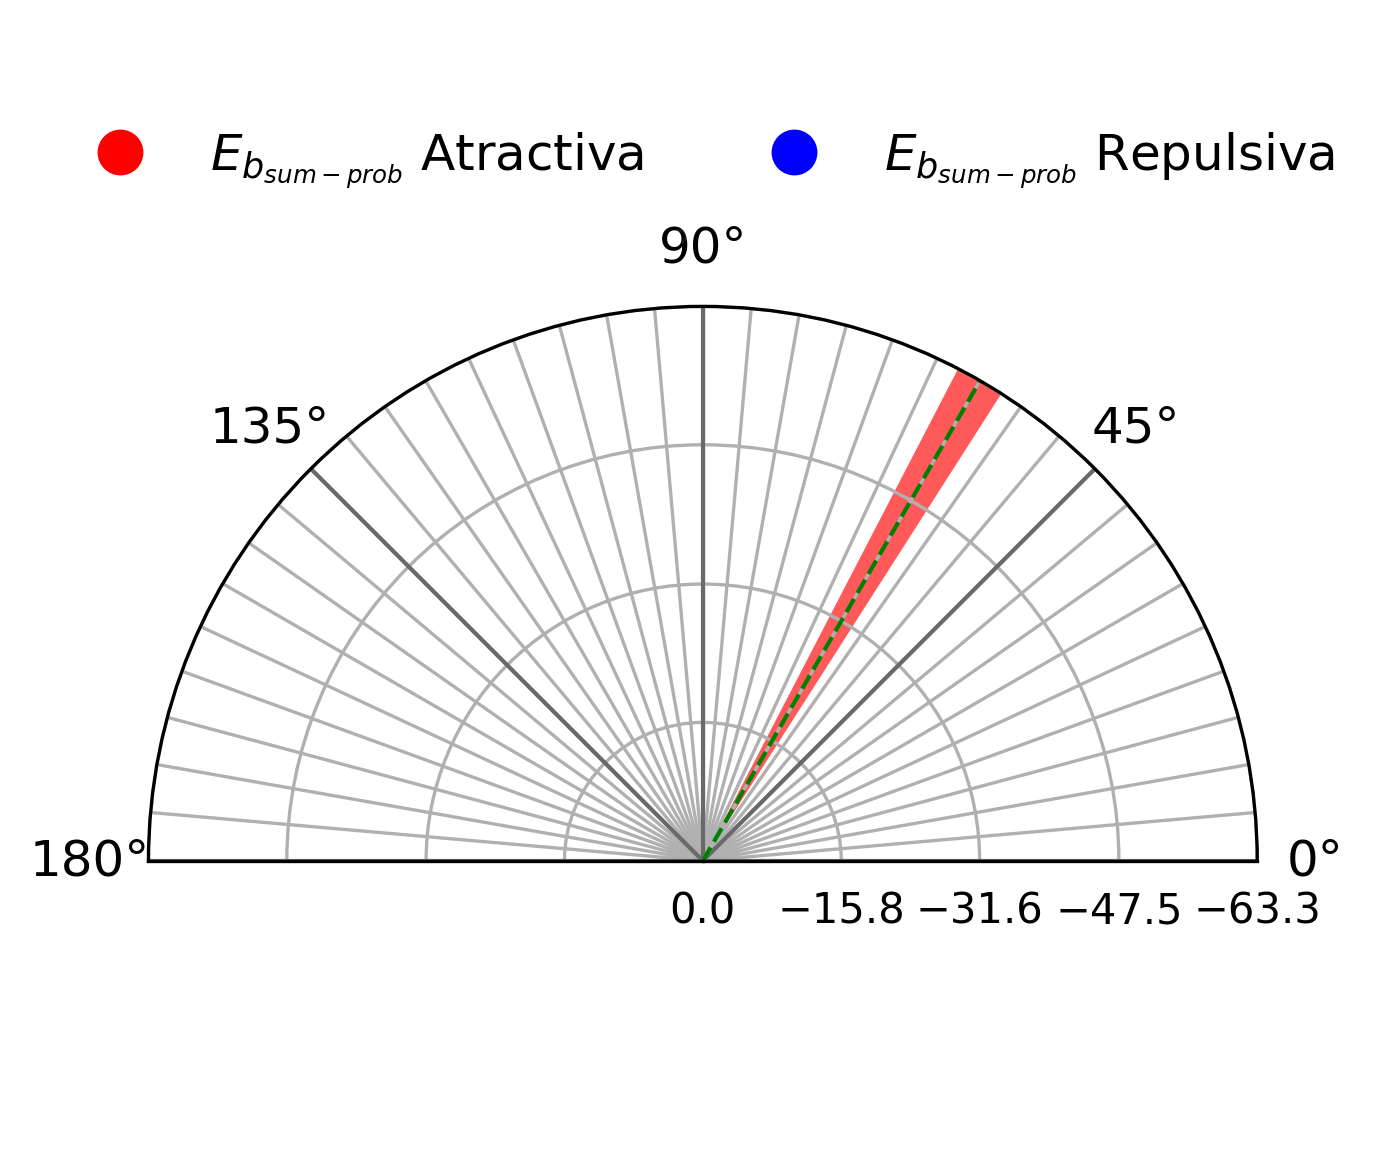 E_{b_{sum-prob}} Atractiva E_{b_{sum-prob}} Repulsiva
90°
135° 45°
180° 0°
0.0 −15.8 −31.6 −47.5 −63.3